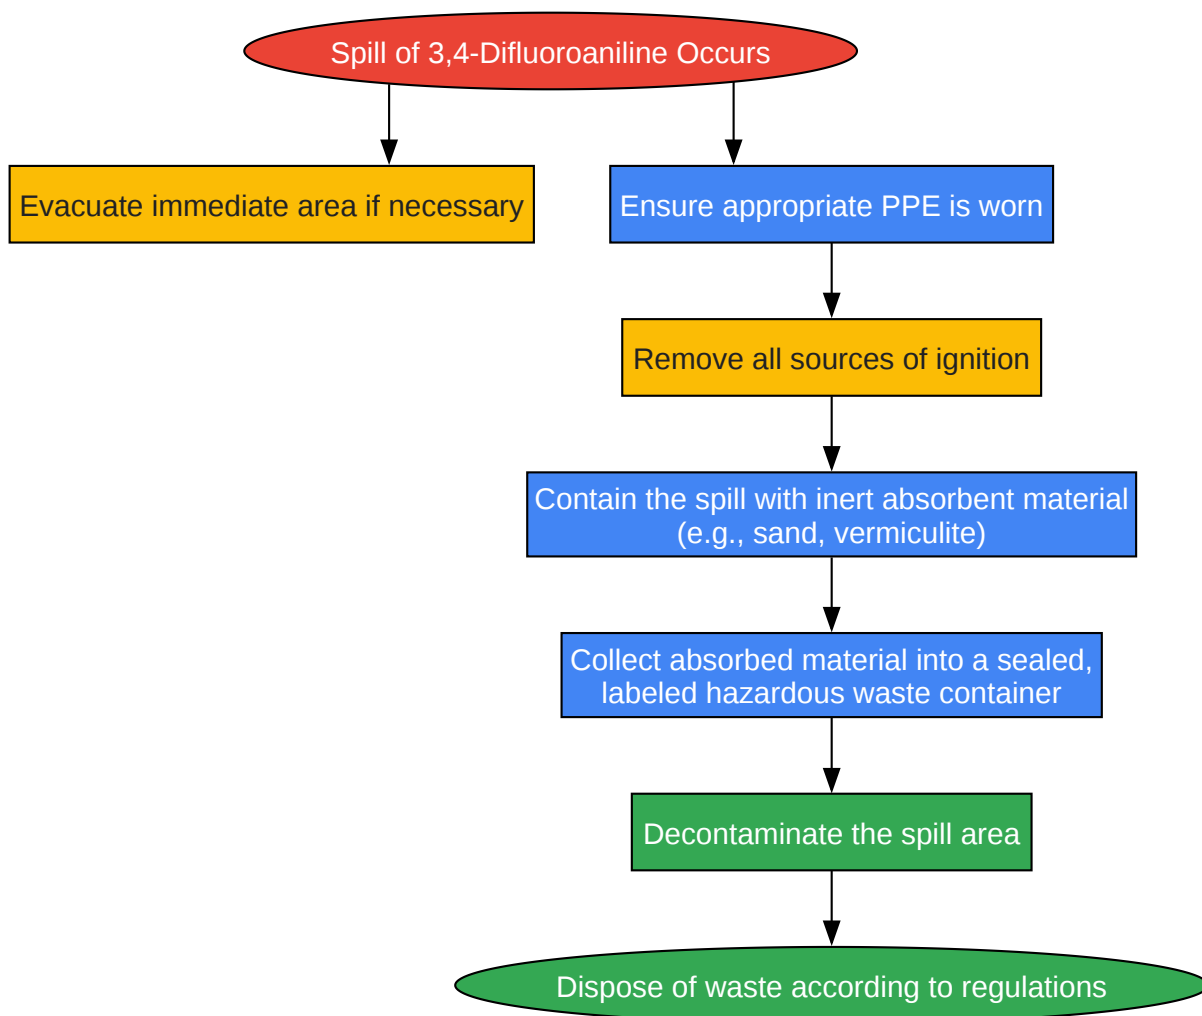 Spill of 3,4-Difluoroaniline Occurs
Evacuate immediate area if necessary
Ensure appropriate PPE is worn
Remove all sources of ignition
Contain the spill with inert absorbent material
(e.g., sand, vermiculite)
Collect absorbed material into a sealed,
labeled hazardous waste container
Decontaminate the spill area
Dispose of waste according to regulations